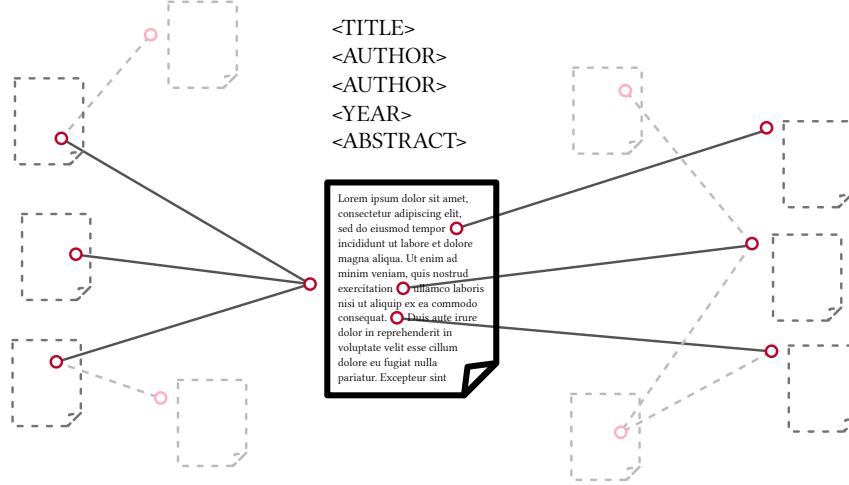 <TITLE>
<AUTHOR>
<AUTHOR>
<YEAR>
<ABSTRACT>
Lorem ipsum dolor sit amet,
consectetur adipiscing elit,
sed do eiusmod tempor
incididunt ut labore et dolore
magna aliqua. Ut enim ad
minim veniam, quis nostrud
exercitation ullamco laboris
nisi ut aliquip ex ea commodo
consequat. Duis aute irure
dolor in reprehenderit in
voluptate velit esse cillum
dolore eu fugiat nulla
pariatur. Excepteur sint